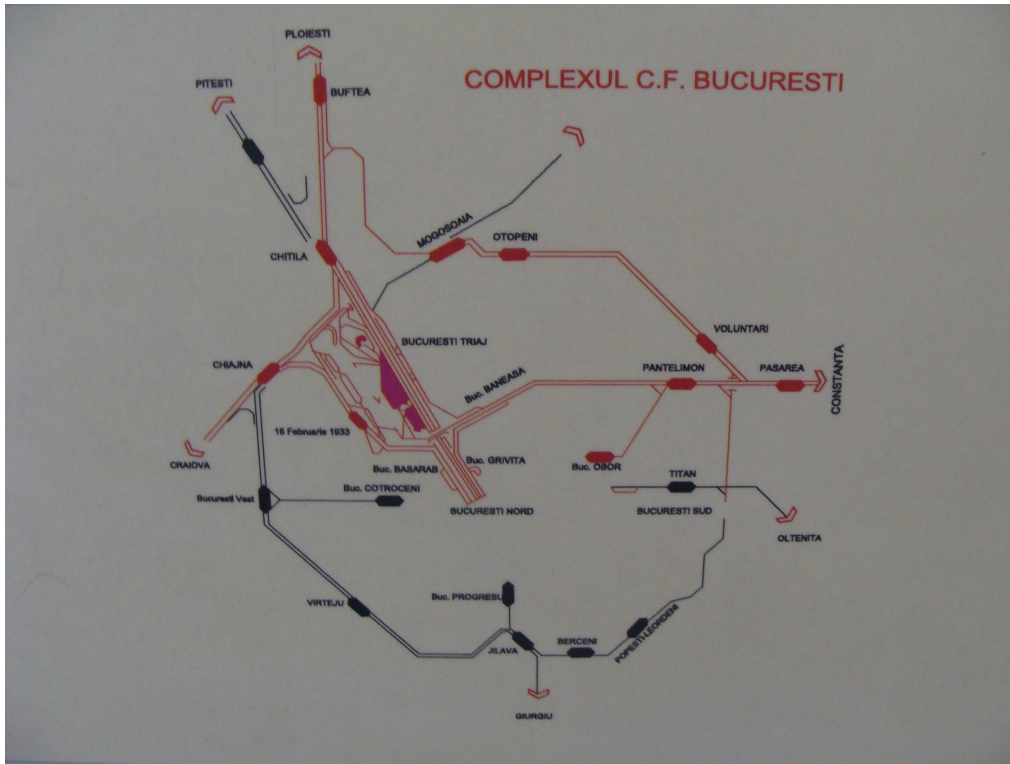 PLOIESTI
COMPLEXUL C.F. BUCURESTI
PITESTI
BUFTEA
MOGOSOAIA
OTOPENI
CHITILA
VOLUNTARI
BUCURESTI TRIAJ
CHIAJNA
PANTELIMON
PASAREA
CONSTANTA
Buc. BANEASA
16 Februarie 1933
CRAIOVA
Buc. BASARAB
Buc. GRIVITA
Buc. OBOR
TITAN
Bucuresti Vest
Buc. COTROCENI
BUCURESTI NORD
BUCURESTI SUD
OLTENITA
VIRTEJU
Buc. PROGRESU
JILAVA
BERCENI
POPESTI-LEORDENI
GIURGIU